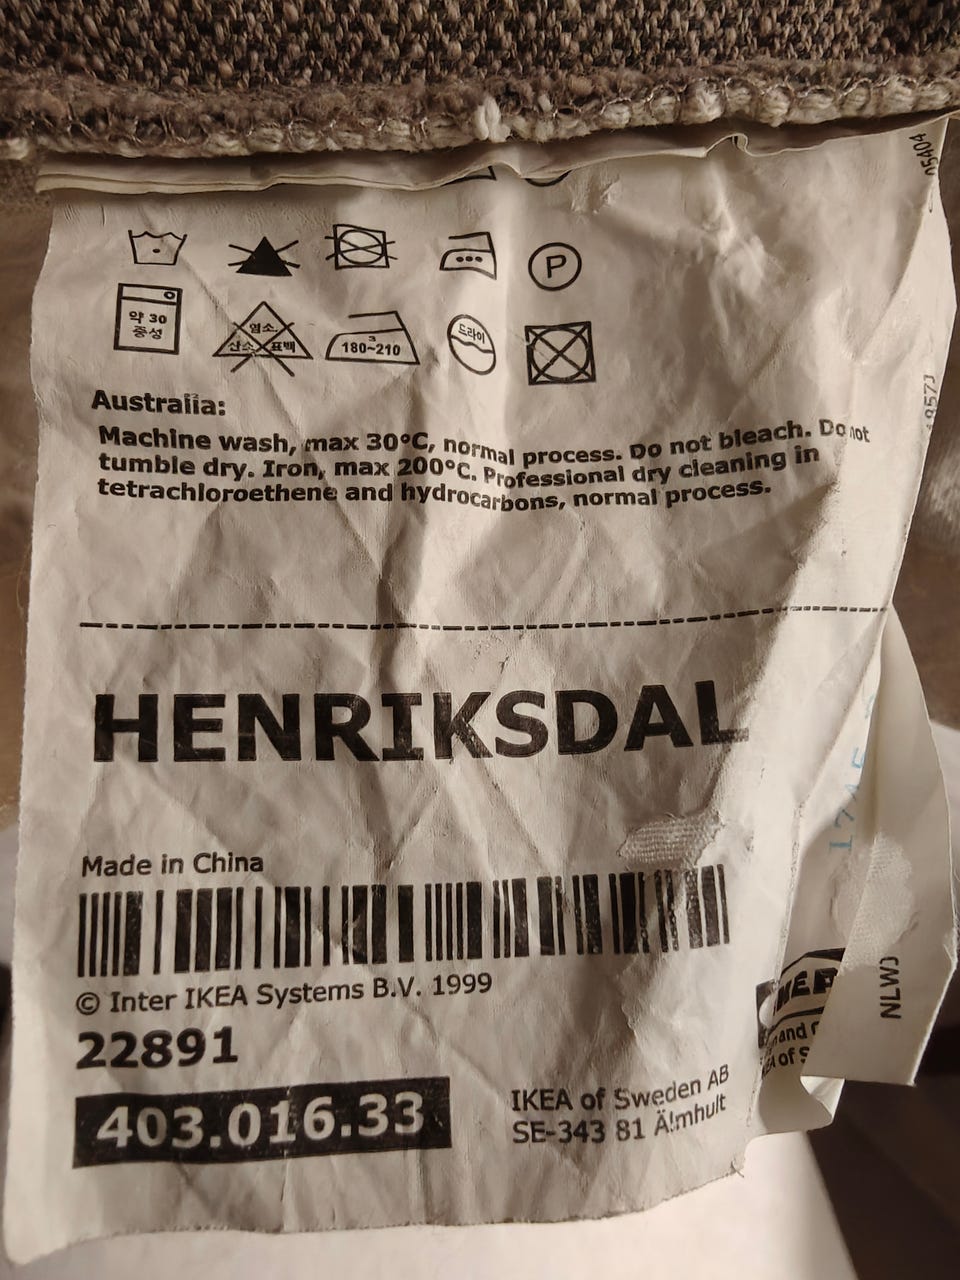 05404
P
약 30
중성
염소.
산소 표백
3
180~210
드라이
4857J
Australia:
Machine wash, max 30°C, normal process. Do not bleach. Do not
tumble dry. Iron, max 200°C. Professional dry cleaning in
tetrachloroethene and hydrocarbons, normal process.
HENRIKSDAL
Made in China
© Inter IKEA Systems B.V. 1999
22891
403.016.33
IKEA of Sweden AB
SE-343 81 Älmhult
NLWJ